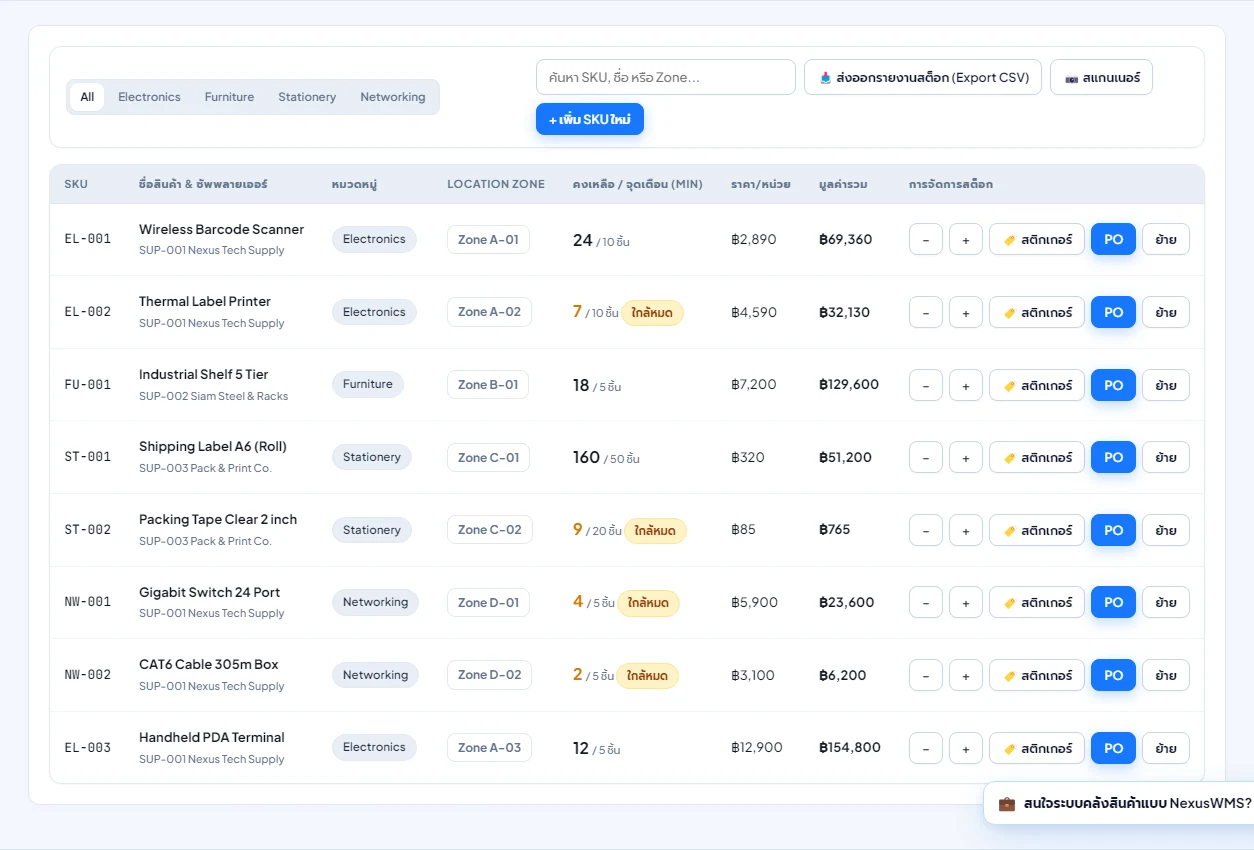 All Electronics Furniture Stationery Networking
ค้นหา SKU, ชื่อ หรือ Zone... ส่งออกรายงานสต็อก (Export CSV) สแกนเนอร์
+ เพิ่ม SKU ใหม่
SKU ชื่อสินค้า & ซัพพลายเออร์ หมวดหมู่ LOCATION ZONE คงเหลือ / จุดเตือน (MIN) ราคา/หน่วย มูลค่ารวม การจัดการสต็อก
EL-001 Wireless Barcode Scanner Electronics Zone A-01 24 / 10 ชิ้น ฿2,890 ฿69,360 - + สติกเกอร์ PO ย้าย
SUP-001 Nexus Tech Supply
EL-002 Thermal Label Printer Electronics Zone A-02 7 / 10 ชิ้น ใกล้หมด ฿4,590 ฿32,130 - + สติกเกอร์ PO ย้าย
SUP-001 Nexus Tech Supply
FU-001 Industrial Shelf 5 Tier Furniture Zone B-01 18 / 5 ชิ้น ฿7,200 ฿129,600 - + สติกเกอร์ PO ย้าย
SUP-002 Siam Steel & Racks
ST-001 Shipping Label A6 (Roll) Stationery Zone C-01 160 / 50 ชิ้น ฿320 ฿51,200 - + สติกเกอร์ PO ย้าย
SUP-003 Pack & Print Co.
ST-002 Packing Tape Clear 2 inch Stationery Zone C-02 9 / 20 ชิ้น ใกล้หมด ฿85 ฿765 - + สติกเกอร์ PO ย้าย
SUP-003 Pack & Print Co.
NW-001 Gigabit Switch 24 Port Networking Zone D-01 4 / 5 ชิ้น ใกล้หมด ฿5,900 ฿23,600 - + สติกเกอร์ PO ย้าย
SUP-001 Nexus Tech Supply
NW-002 CAT6 Cable 305m Box Networking Zone D-02 2 / 5 ชิ้น ใกล้หมด ฿3,100 ฿6,200 - + สติกเกอร์ PO ย้าย
SUP-001 Nexus Tech Supply
EL-003 Handheld PDA Terminal Electronics Zone A-03 12 / 5 ชิ้น ฿12,900 ฿154,800 - + สติกเกอร์ PO ย้าย
SUP-001 Nexus Tech Supply
สนใจระบบคลังสินค้าแบบ NexusWMS?